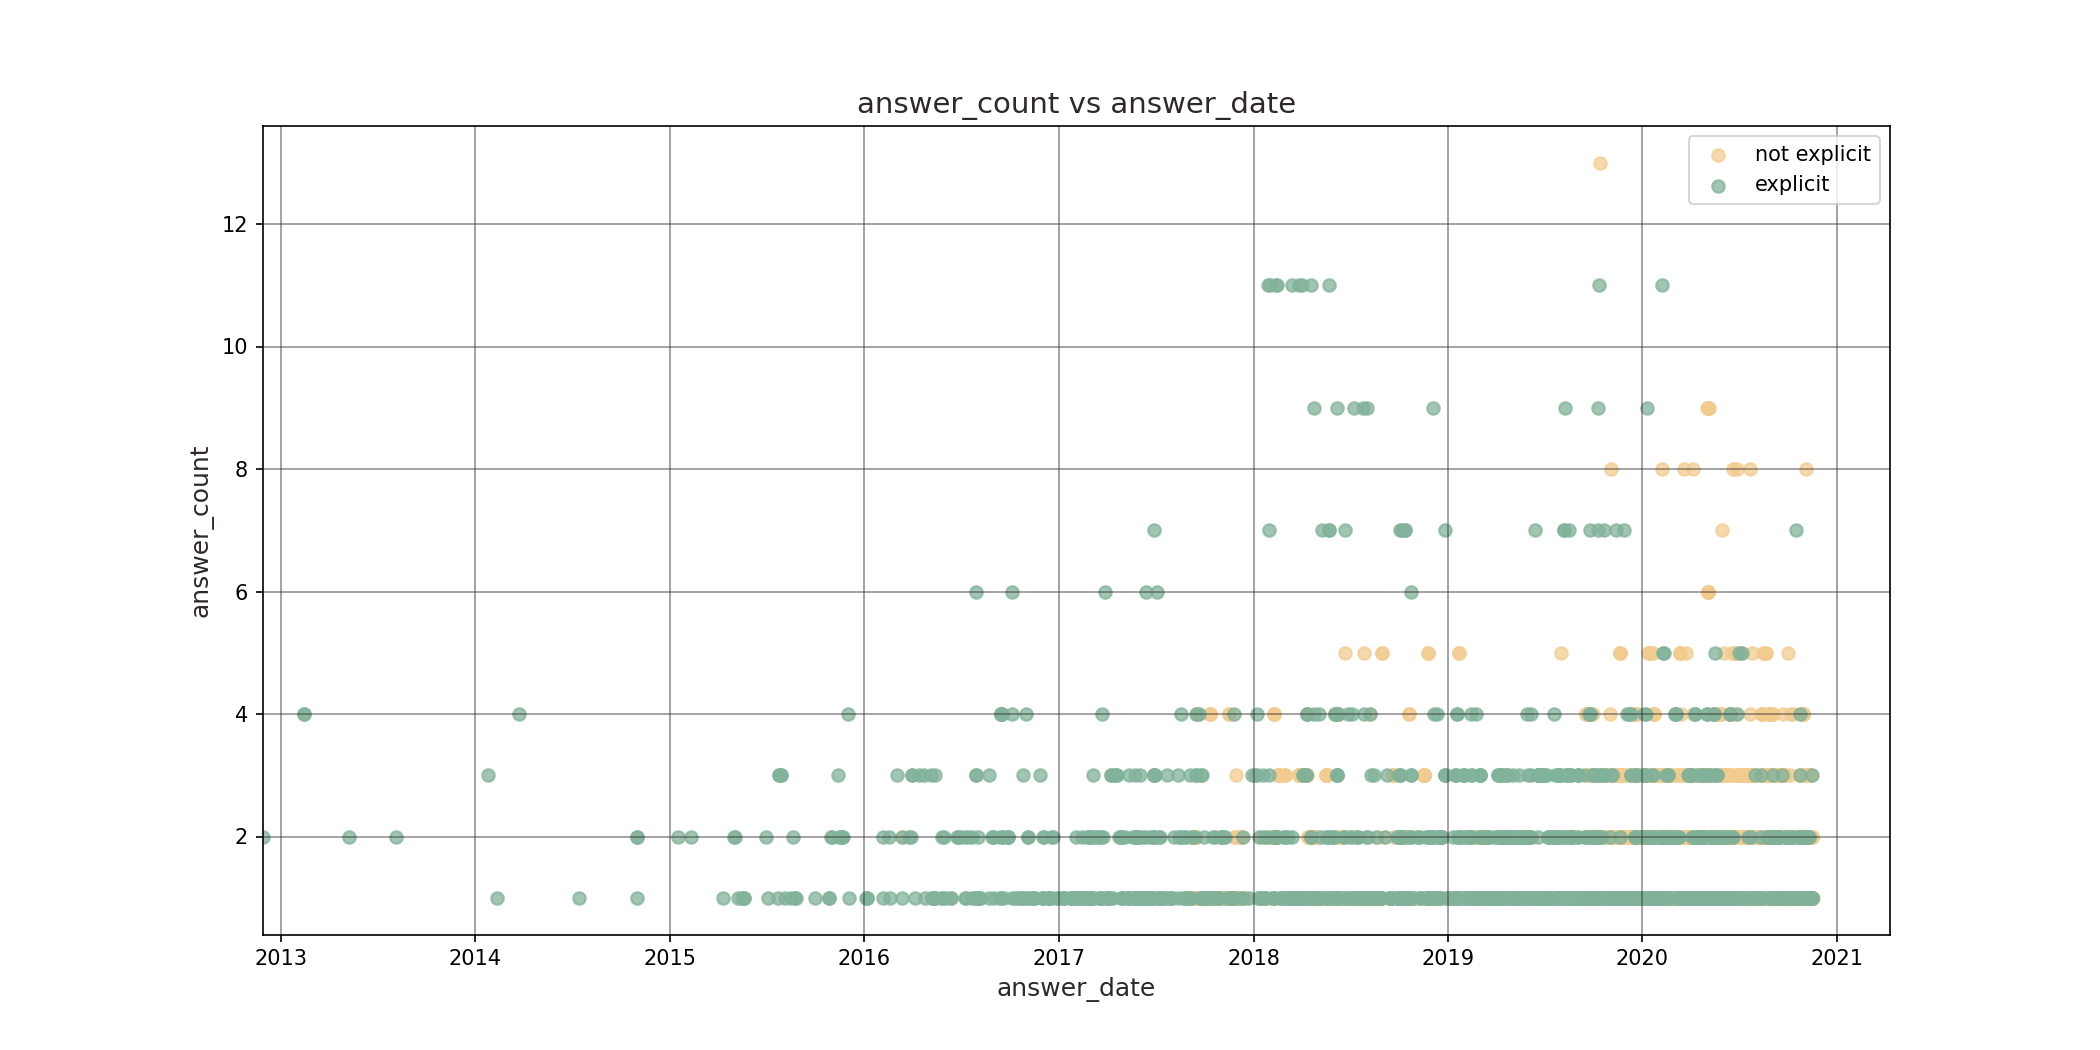 answer_count vs answer_date
not explicit
explicit
12
10
8
6
4
2
answer_count
2013 2014 2015 2016 2017 2018 2019 2020 2021
answer_date